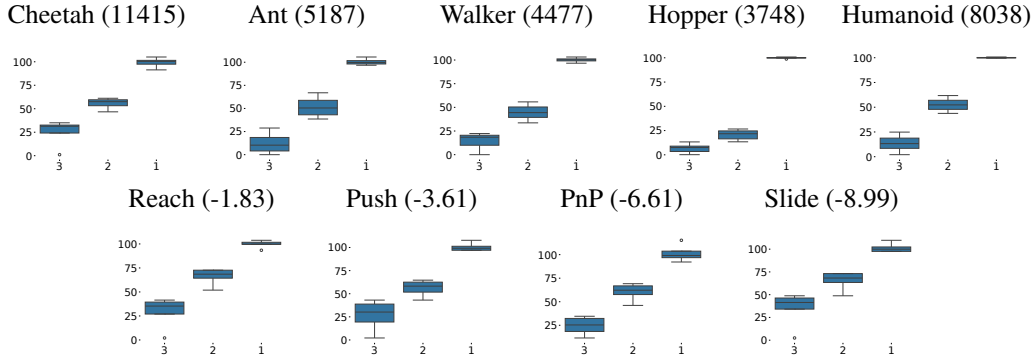 Cheetah (11415) Ant (5187) Walker (4477) Hopper (3748) Humanoid (8038)
100 100 100 100 100
75 75 75 75 75
50 50 50 50 50
25 25 25 25 25
0 0 0 0 0
3 2 1 3 2 1 3 2 1 3 2 1 3 2 1
Reach (-1.83) Push (-3.61) PnP (-6.61) Slide (-8.99)
100 100 100 100
75 75 75 75
50 50 50 50
25 25 25 25
0 0 0
3 2 1 3 2 1 3 2 1 3 2 1